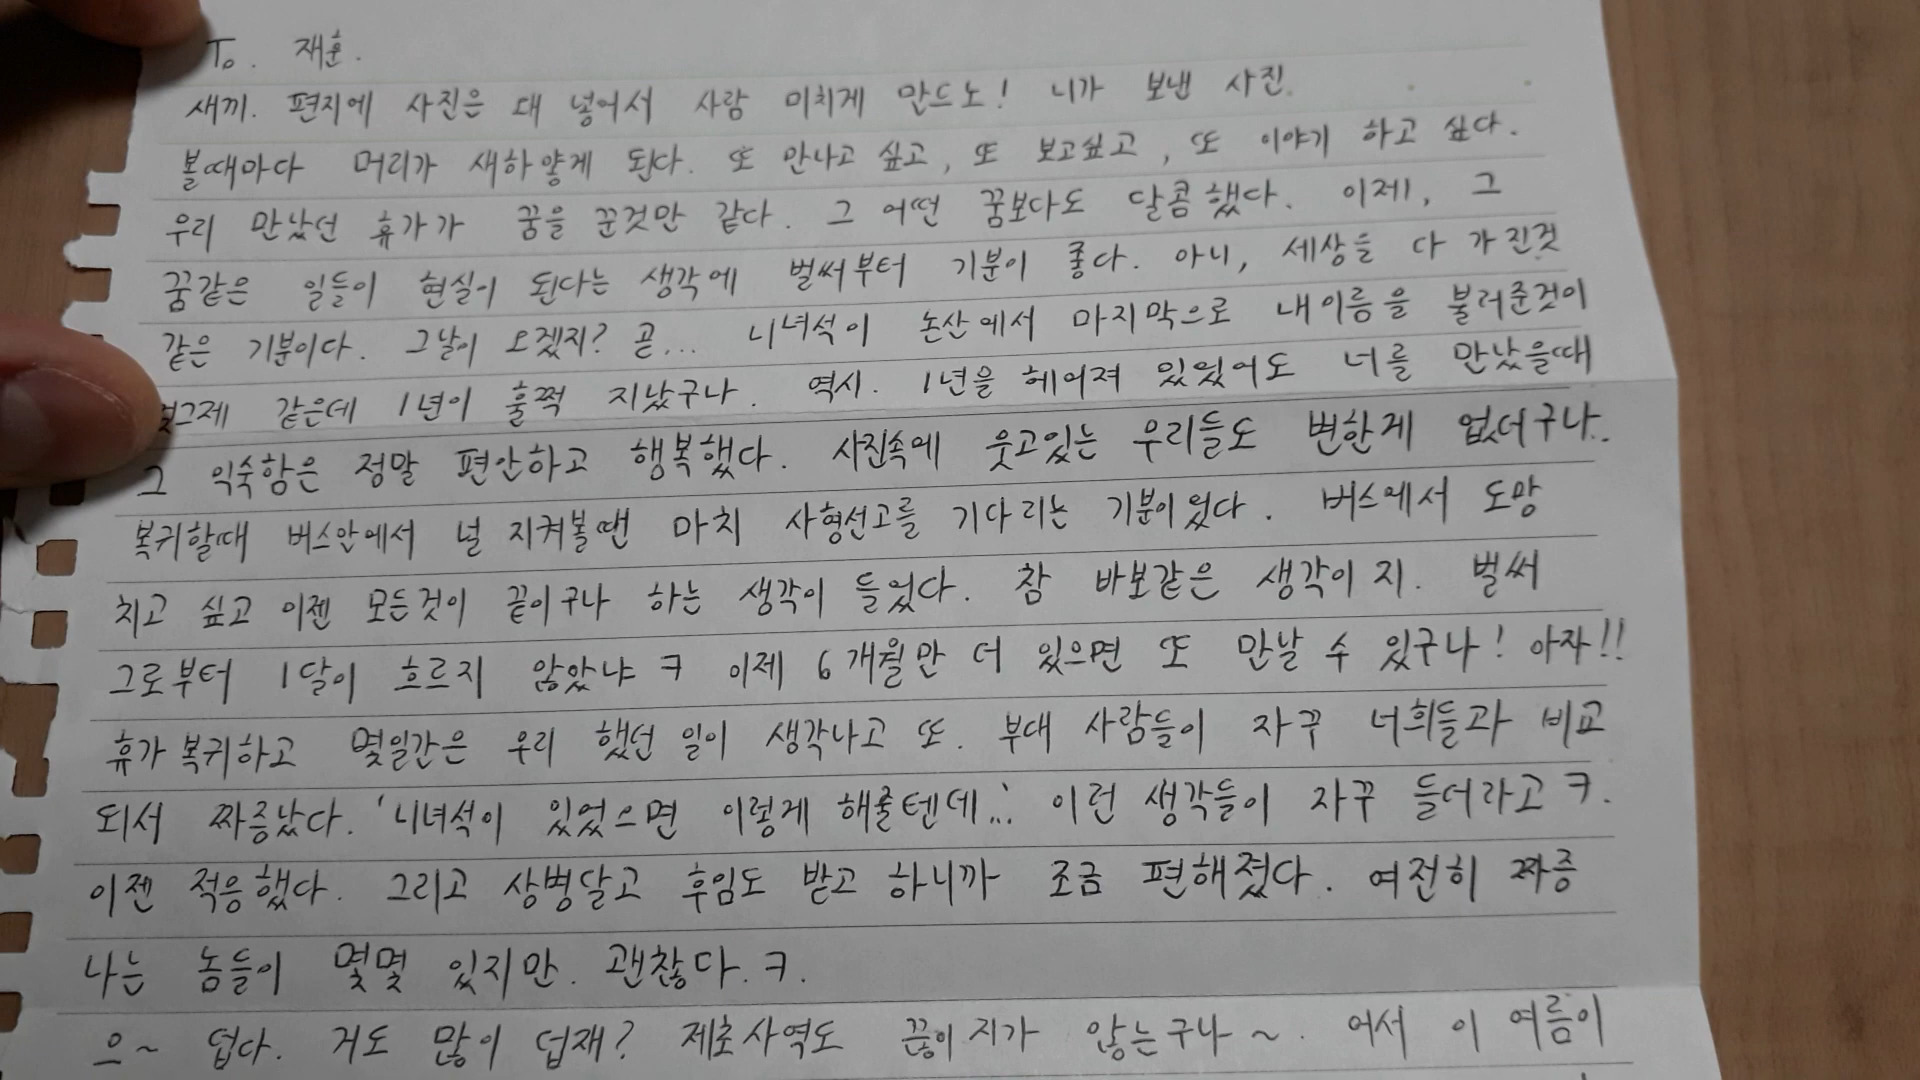 To. 재훈.
새끼. 편지에 사진은 왜 넣어서 사람 미치게 만드노! 니가 보낸 사진.
볼때마다 머리가 새하얗게 된다. 또 만나고 싶고, 또 보고싶고, 또 이야기 하고 싶다.
우리 만났던 휴가가 꿈을 꾼것만 같다. 그 어떤 꿈보다도 달콤했다. 이제, 그
꿈같은 일들이 현실이 된다는 생각에 벌써부터 기분이 좋다. 아니, 세상을 다 가진것
같은 기분이다. 그날이 오겠지? 곧... 니녀석이 논산에서 마지막으로 내이름을 불러준것이
엊그제 같은데 1년이 훌쩍 지났구나. 역시. 1년을 헤어져 있었어도 너를 만났을때
그 익숙함은 정말 편안하고 행복했다. 사진속에 웃고있는 우리들도 변한게 없더구나.
복귀할때 버스안에서 널 지켜볼땐 마치 사형선고를 기다리는 기분이었다. 버스에서 도망
치고 싶고 이젠 모든것이 끝이구나 하는 생각이 들었다. 참 바보같은 생각이지. 벌써
그로부터 1달이 흐르지 않았냐 ㅋ 이제 6개월만 더 있으면 또 만날 수 있구나! 아자!!
휴가복귀하고 몇일간은 우리 했던 일이 생각나고 또. 부대 사람들이 자꾸 너희들과 비교
되서 짜증났다. '니녀석이 있었으면 이렇게 해줄텐데..' 이런 생각들이 자꾸 들더라고 ㅋ.
이젠 적응했다. 그리고 상병달고 후임도 받고 하니까 조금 편해졌다. 여전히 짜증
나는 놈들이 몇몇 있지만. 괜찮다. ㅋ.
으~ 덥다. 거도 많이 덥재? 제초사역도 끊이지가 않는구나~. 어서 이 여름이